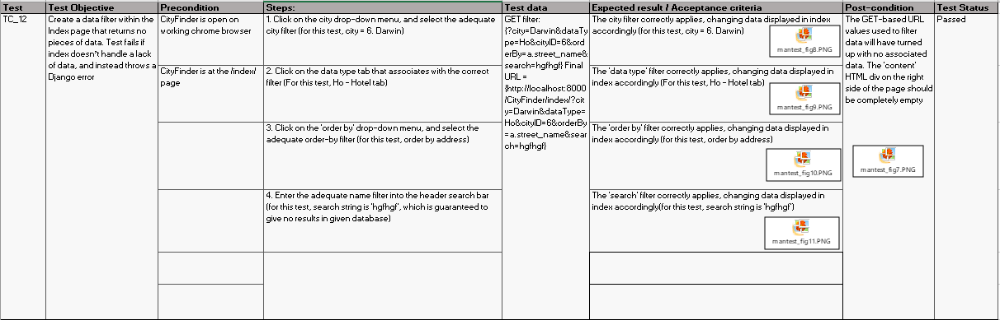 Test
Test Objective
Precondition
Steps:
Test data
Expected result / Acceptance criteria
Post-condition
Test Status
TC_12
Create a data filter within the
Index page that returns no
pieces of data. Test fails if
index doesn't handle a lack
of data, and instead throws a
Django error
CityFinder is open on
working chrome browser
CityFinder is at the /index/
page
1. Click on the city drop-down menu, and select the adequate
city filter (for this test, city = 6. Darwin)
2. Click on the data type tab that associates with the correct
filter (For this test, Ho - Hotel tab)
3. Click on the 'order by' drop-down menu, and select the
adequate order-by filter (for this test, order by address)
4. Enter the adequate name filter into the header search bar
(for this test, search string is 'hgfhgf', which is guaranteed to
give no results in given database)
GET filter:
{?city=Darwin&dataTy
pe=Ho&cityID=6&ord
erBy=a.street_name&
search=hgfhgf} Final
URL =
{http://localhost:8000
/CityFinder/index/?cit
y=Darwin&dataType=
Ho&cityID=6&orderBy
=a.street_name&sear
ch=hgfhgf}
The city filter correctly applies, changing data displayed in index
accordingly (for this test, city = 6. Darwin)
mantest_fig8.PNG
The 'data type' filter correctly applies, changing data displayed in
index accordingly (For this test, Ho - Hotel tab)
mantest_fig9.PNG
The 'order by' filter correctly applies, changing data displayed in
index accordingly (for this test, order by address)
mantest_fig10.PNG
The 'search' filter correctly applies, changing data displayed in
index accordingly(for this test, search string is 'hgfhgf')
mantest_fig11.PNG
The GET-based URL
values used to filter
data will have turned
up with no associated
data. The 'content'
HTML div on the right
side of the page should
be completely empty
mantest_fig7.PNG
Passed